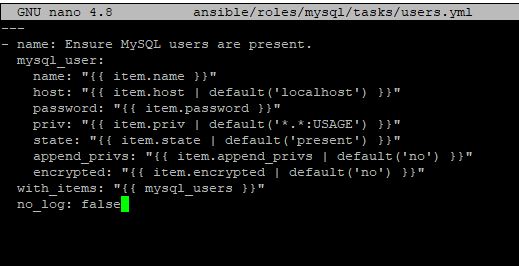 GNU nano 4.8 ansible/roles/mysql/tasks/users.yml
---
- name: Ensure MySQL users are present.
  mysql_user:
    name: "{{ item.name }}"
    host: "{{ item.host | default('localhost') }}"
    password: "{{ item.password }}"
    priv: "{{ item.priv | default('*.*:USAGE') }}"
    state: "{{ item.state | default('present') }}"
    append_privs: "{{ item.append_privs | default('no') }}"
    encrypted: "{{ item.encrypted | default('no') }}"
  with_items: "{{ mysql_users }}"
  no_log: false